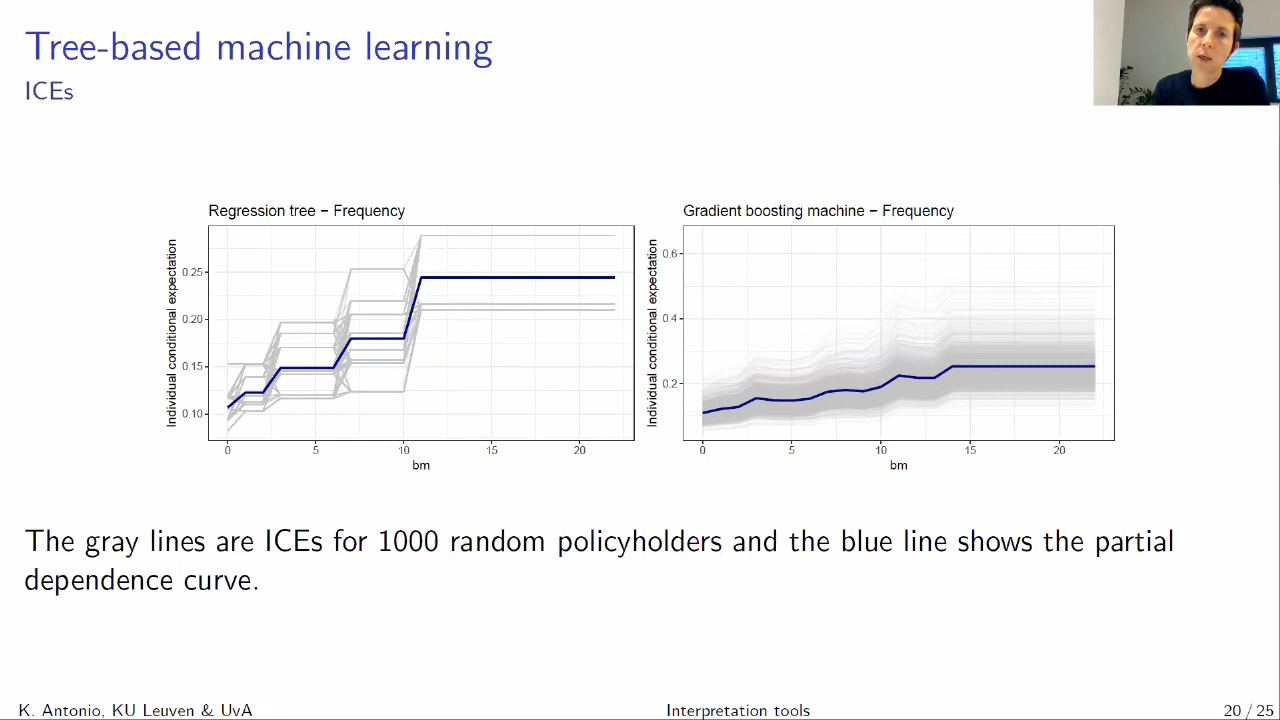 Tree-based machine learning
ICEs
Regression tree − Frequency
Individual conditional expectation
0.25
0.20
0.15
0.10
0
5
10
15
20
bm
Gradient boosting machine − Frequency
Individual conditional expectation
0.6
0.4
0.2
0
5
10
15
20
bm
The gray lines are ICEs for 1000 random policyholders and the blue line shows the partial
dependence curve.
K. Antonio, KU Leuven & UvA
Interpretation tools
20 / 25